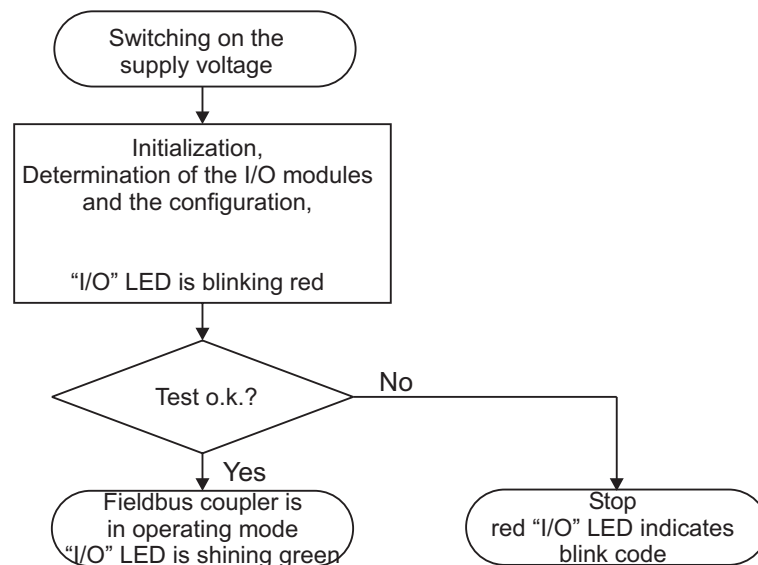 Switching on the
supply voltage
Initialization,
Determination of the I/O modules
and the configuration,
“I/O” LED is blinking red
Test o.k.?
No
Yes
Fieldbus coupler is
in operating mode
“I/O” LED is shining green
Stop
red “I/O” LED indicates
blink code